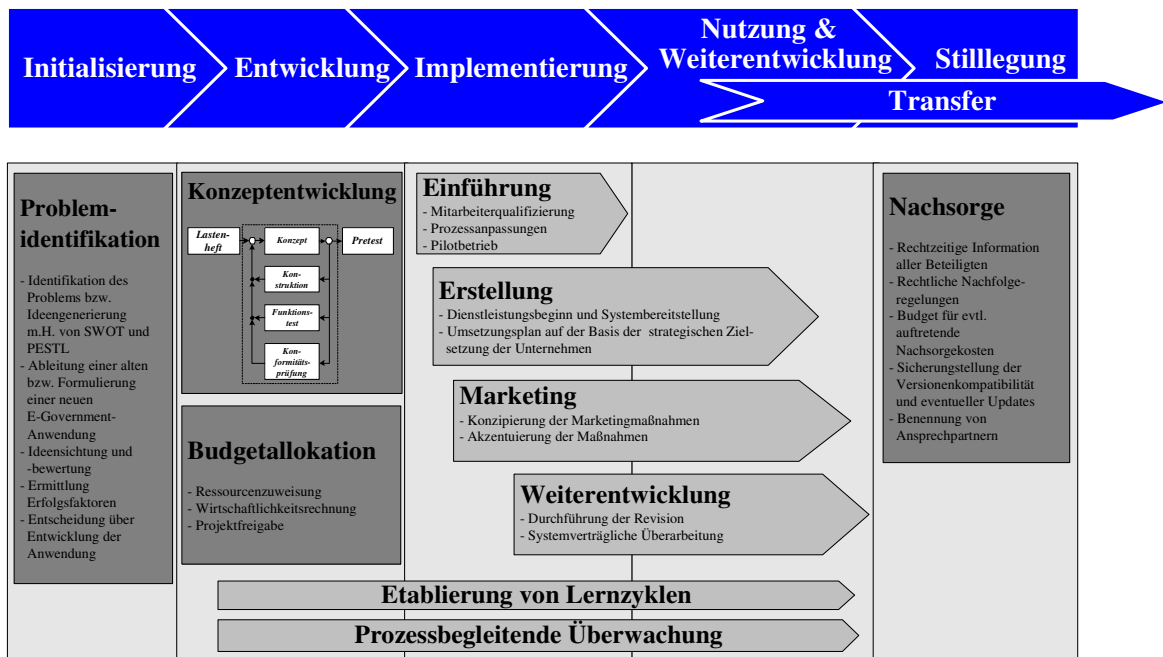 Initialisierung
Entwicklung
Implementierung
Nutzung &
Weiterentwicklung
Stilllegung
Transfer
Problem-
identifikation
- Identifikation des
Problems bzw.
Ideengenerierung
m.H. von SWOT und
PESTL
- Ableitung einer alten
bzw. Formulierung
einer neuen
E-Government-
Anwendung
- Ideensichtung und
-bewertung
- Ermittlung
Erfolgsfaktoren
- Entscheidung über
Entwicklung der
Anwendung
Konzeptentwicklung
Lasten-
heft
Konzept
Pretest
Kon-
struktion
Funktions-
test
Kon-
formitäts-
prüfung
Budgetallokation
- Ressourcenzuweisung
- Wirtschaftlichkeitsrechnung
- Projektfreigabe
Einführung
- Mitarbeiterqualifizierung
- Prozessanpassungen
- Pilotbetrieb
Erstellung
- Dienstleistungsbeginn und Systembereitstellung
- Umsetzungsplan auf der Basis der strategischen Ziel-
setzung der Unternehmen
Marketing
- Konzipierung der Marketingmaßnahmen
- Akzentuierung der Maßnahmen
Weiterentwicklung
- Durchführung der Revision
- Systemverträgliche Überarbeitung
Nachsorge
- Rechtzeitige Information
aller Beteiligten
- Rechtliche Nachfolge-
regelungen
- Budget für evtl.
auftretende
Nachsorgekosten
- Sicherungstellung der
Versionenkompatibilität
und eventueller Updates
- Benennung von
Ansprechpartnern
Etablierung von Lernzyklen
Prozessbegleitende Überwachung